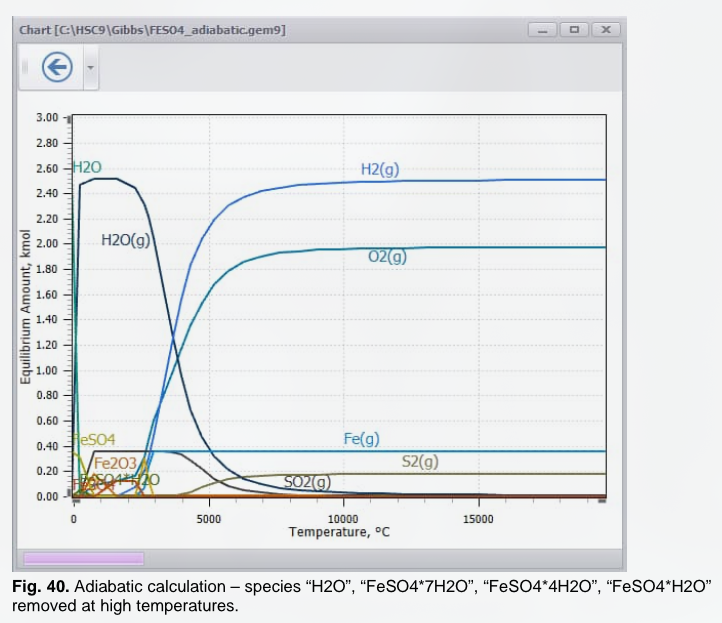 Chart [C:\HSC9\Gibbs\FESO4_adiabatic.gem9]
3.00
2.80
2.60
2.40
2.20
2.00
1.80
1.60
1.40
1.20
1.00
0.80
0.60
0.40
0.20
0.00
Equilibrium Amount, kmol
H2O
H2O(g)
H2(g)
O2(g)
FeSO4
Fe(g)
Fe2O3
S2(g)
FeSO4*H2O
SO2(g)
0
5000
10000
15000
Temperature, ºC
Fig. 40. Adiabatic calculation – species “H2O”, “FeSO4*7H2O”, “FeSO4*4H2O”, “FeSO4*H2O”
removed at high temperatures.